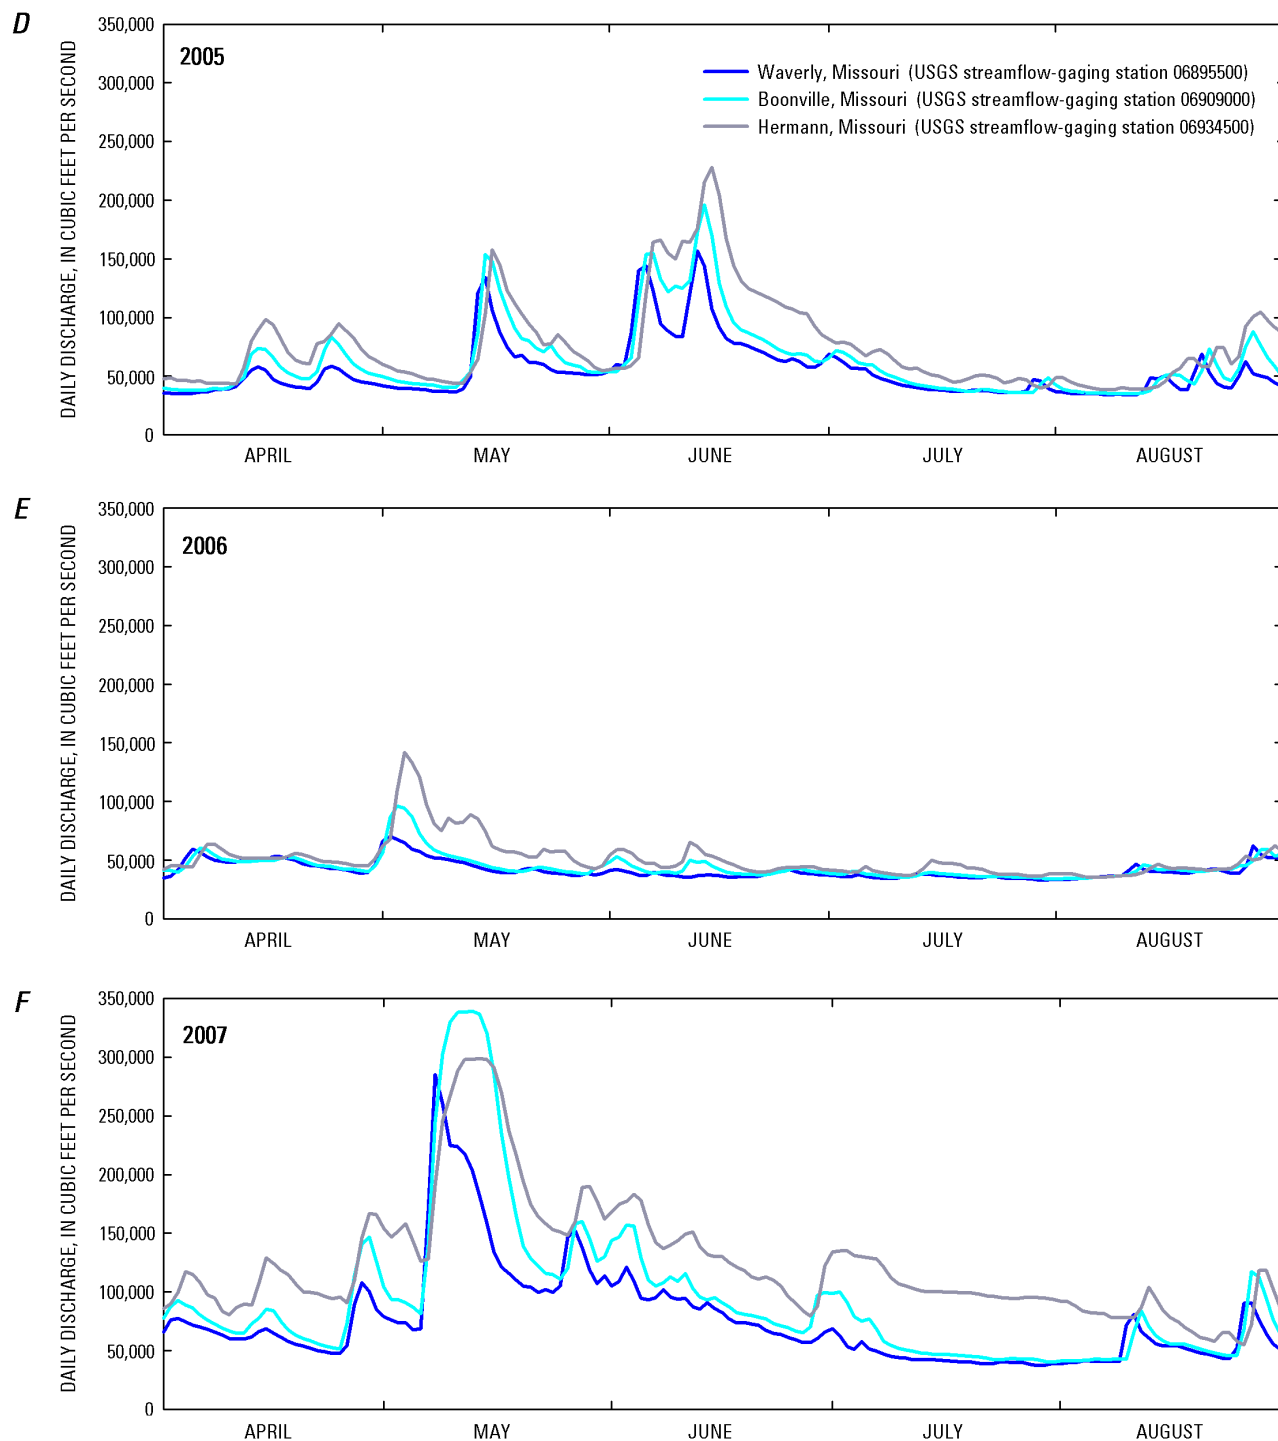 D
DAILY DISCHARGE, IN CUBIC FEET PER SECOND
350,000
300,000
250,000
200,000
150,000
100,000
50,000
0
2005
Waverly, Missouri (USGS streamflow-gaging station 06895500)
Boonville, Missouri (USGS streamflow-gaging station 06909000)
Hermann, Missouri (USGS streamflow-gaging station 06934500)
APRIL MAY JUNE JULY AUGUST
E
DAILY DISCHARGE, IN CUBIC FEET PER SECOND
350,000
300,000
250,000
200,000
150,000
100,000
50,000
0
2006
APRIL MAY JUNE JULY AUGUST
F
DAILY DISCHARGE, IN CUBIC FEET PER SECOND
350,000
300,000
250,000
200,000
150,000
100,000
50,000
0
2007
APRIL MAY JUNE JULY AUGUST